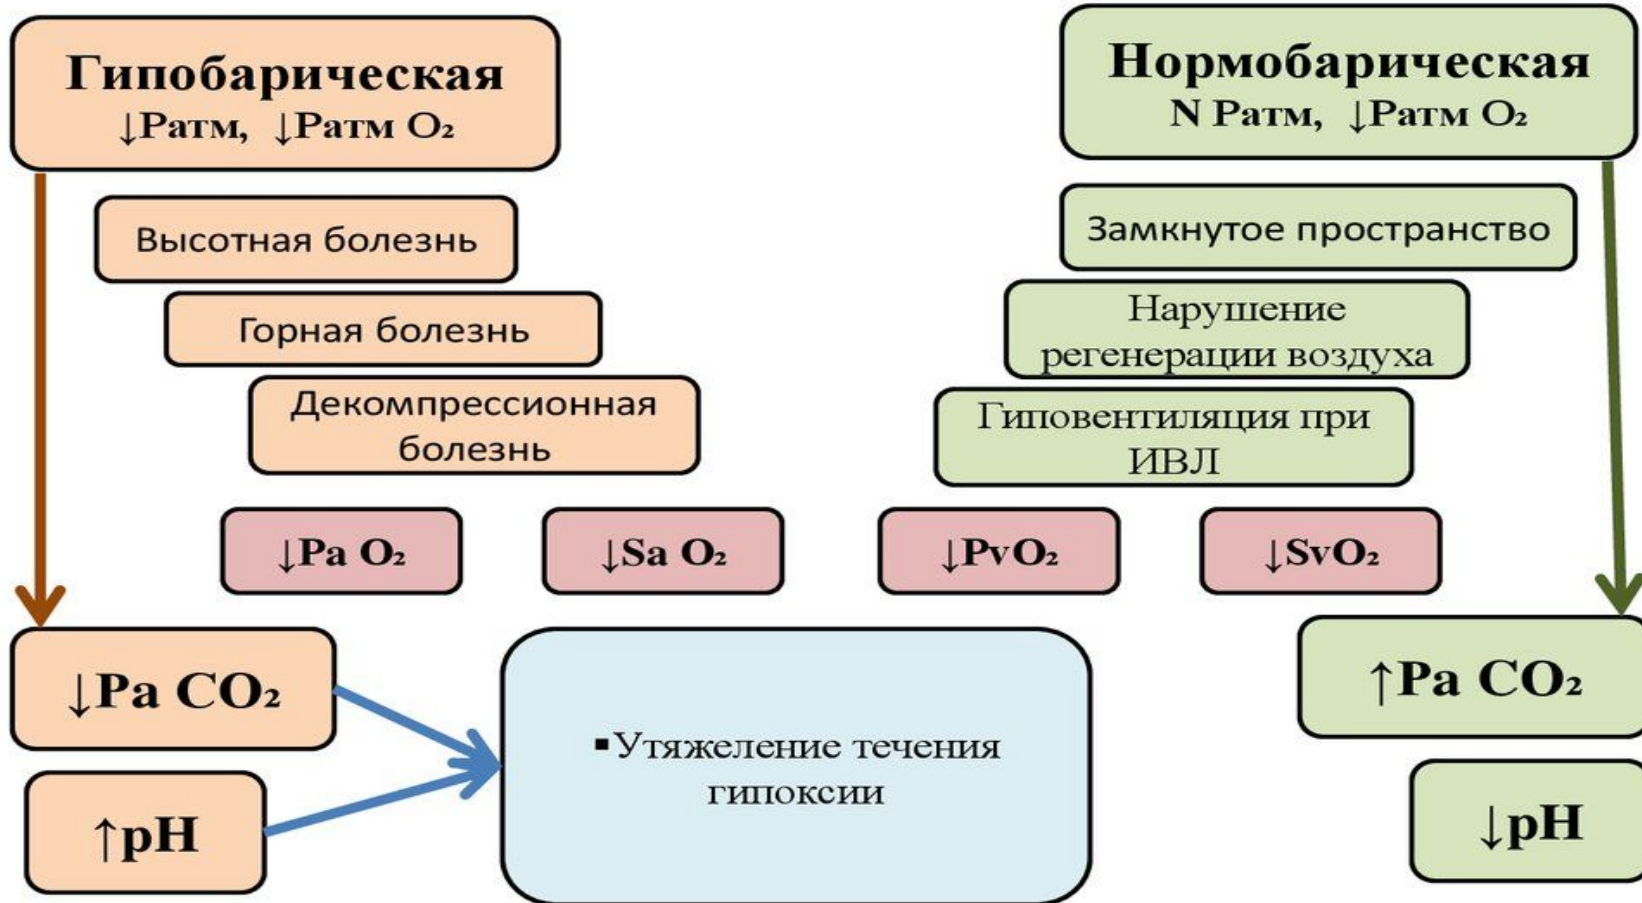 Гипобарическая
↓Ратм, ↓Ратм O₂
Высотная болезнь
Горная болезнь
Декомпрессионная
болезнь
Нормобарическая
N Ратм, ↓Ратм O₂
Замкнутое пространство
Нарушение
регенерации воздуха
Гиповентиляция при
ИВЛ
↓Pa O₂
↓Sa O₂
↓PvO₂
↓SvO₂
↓Pa CO₂
↑pH
▪Утяжеление течения
гипоксии
↑Pa CO₂
↓pH